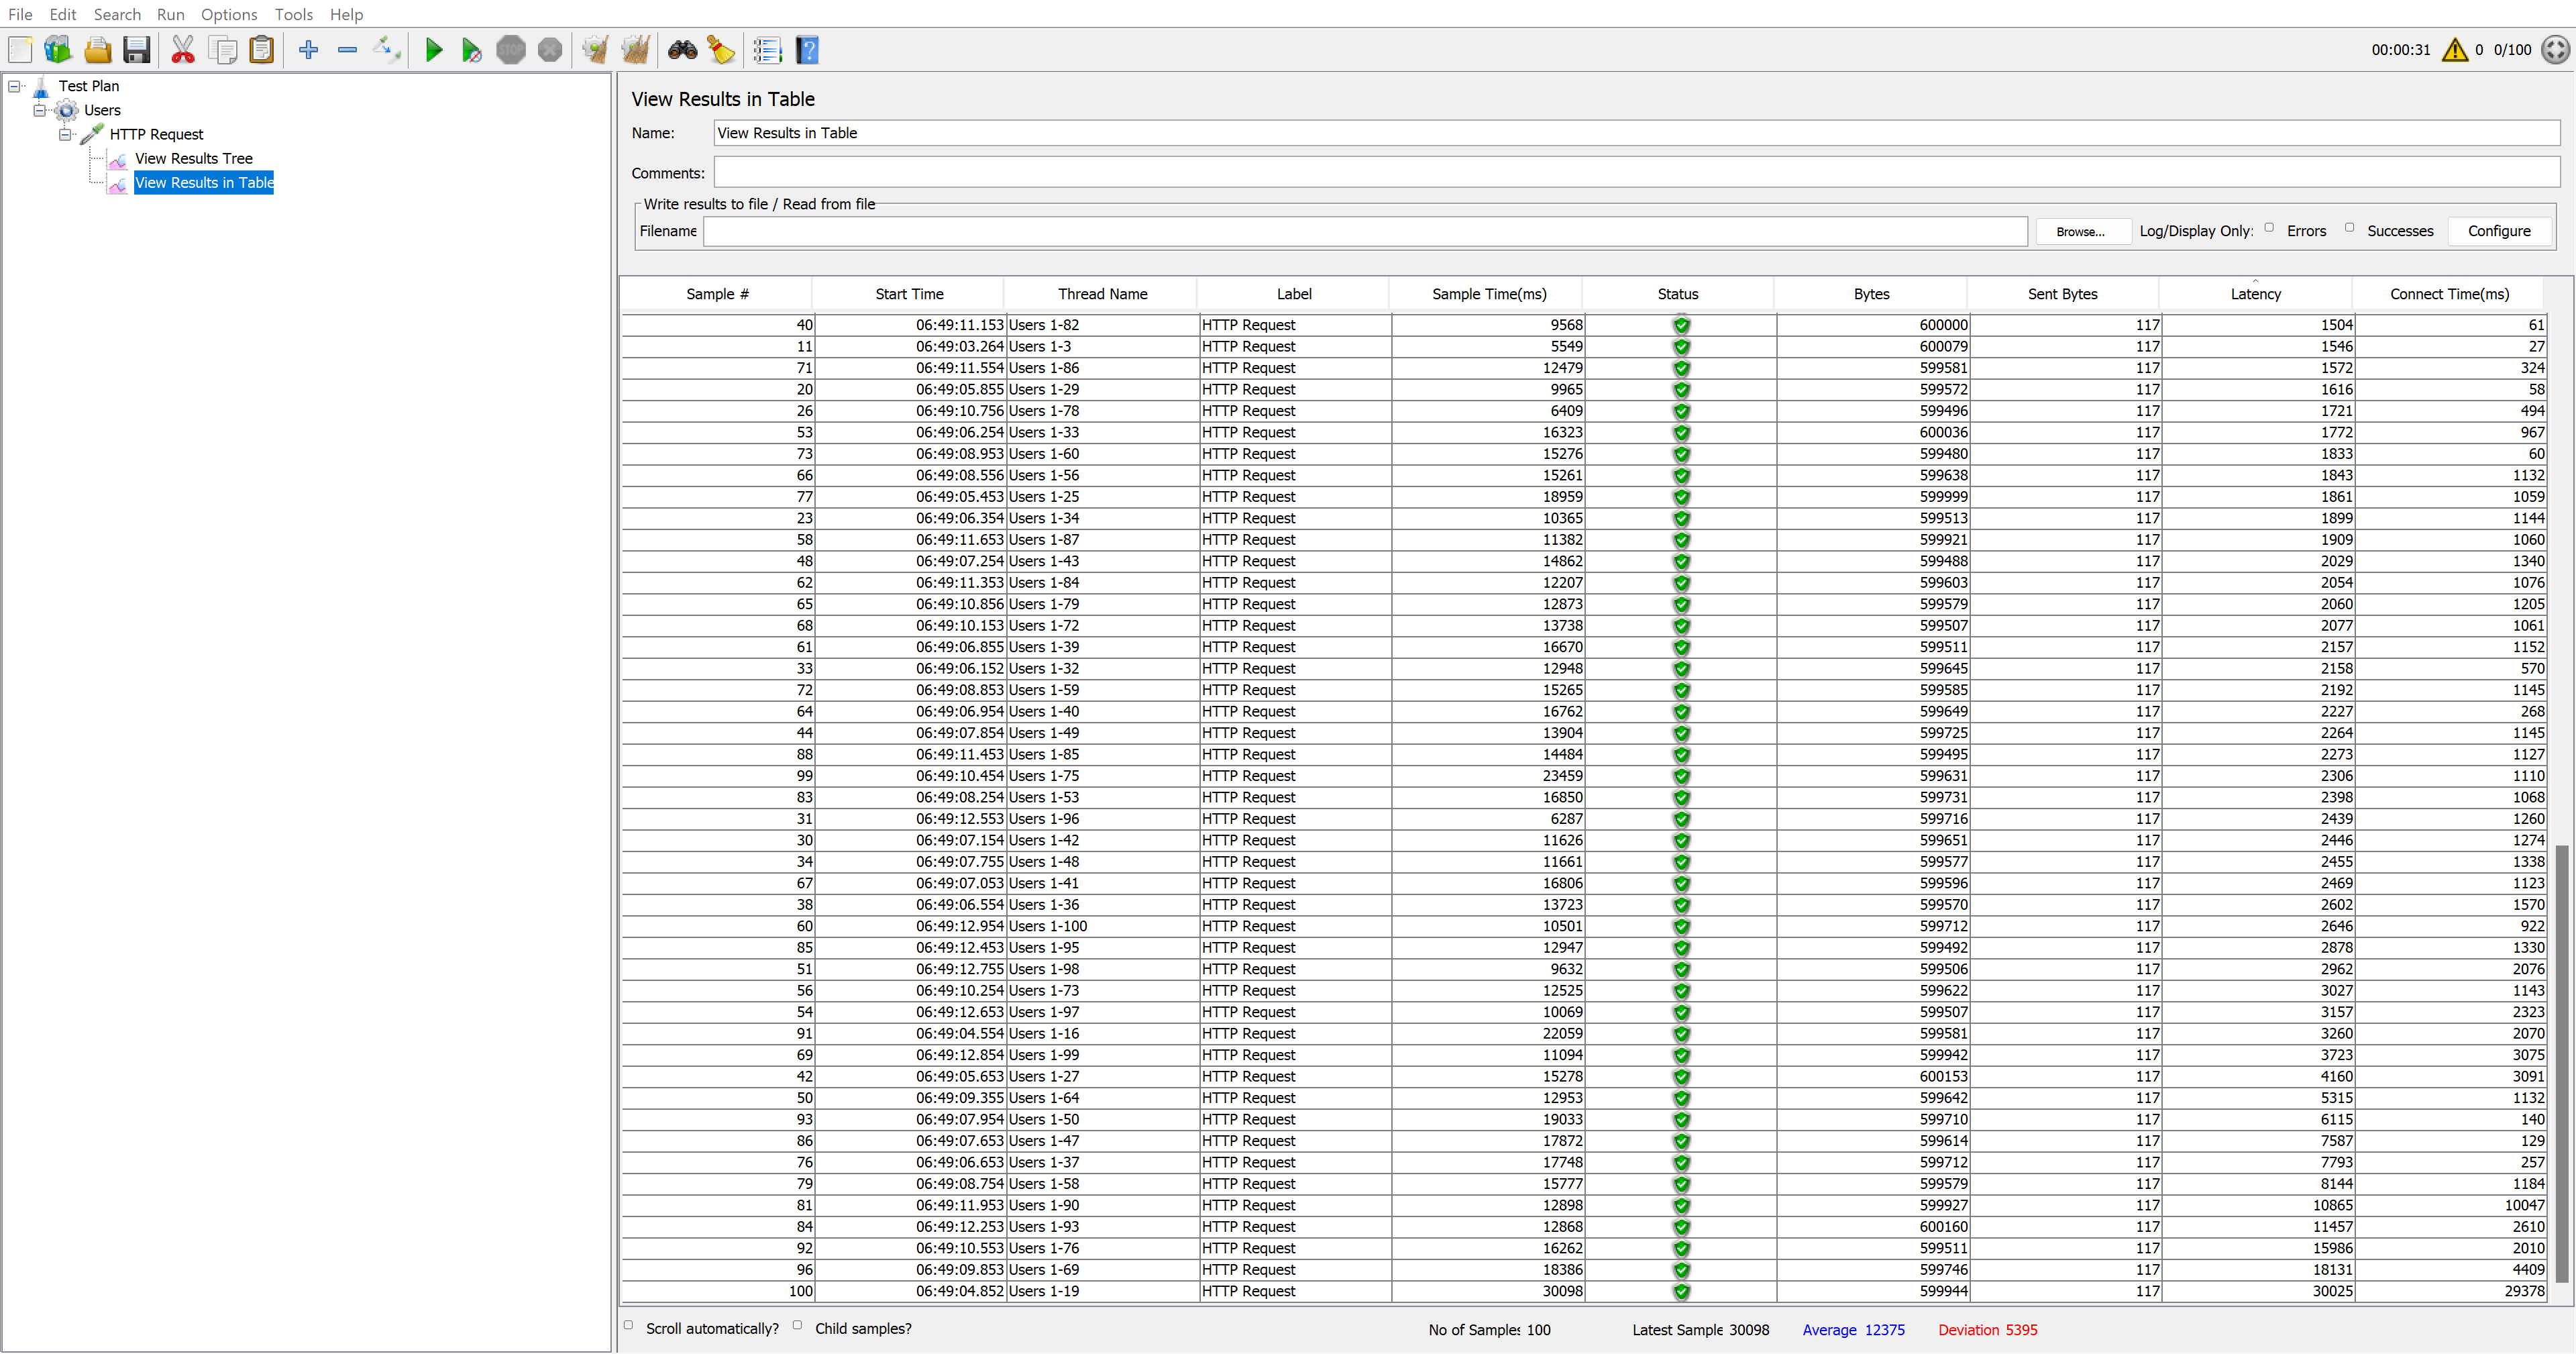 File Edit Search Run Options Tools Help
STOP 00:00:31 0 0/100
Test Plan
Users
HTTP Request
View Results Tree
View Results in Table
View Results in Table
Name: View Results in Table
Comments:
Write results to file / Read from file
Filename Browse... Log/Display Only: Errors Successes Configure
Sample # Start Time Thread Name Label Sample Time(ms) Status Bytes Sent Bytes Latency Connect Time(ms)
40 06:49:11.153 Users 1-82 HTTP Request 9568 600000 117 1504 61
11 06:49:03.264 Users 1-3 HTTP Request 5549 600079 117 1546 27
71 06:49:11.554 Users 1-86 HTTP Request 12479 599581 117 1572 324
20 06:49:05.855 Users 1-29 HTTP Request 9965 599572 117 1616 58
26 06:49:10.756 Users 1-78 HTTP Request 6409 599496 117 1721 494
53 06:49:06.254 Users 1-33 HTTP Request 16323 600036 117 1772 967
73 06:49:08.953 Users 1-60 HTTP Request 15276 599480 117 1833 60
66 06:49:08.556 Users 1-56 HTTP Request 15261 599638 117 1843 1132
77 06:49:05.453 Users 1-25 HTTP Request 18959 599999 117 1861 1059
23 06:49:06.354 Users 1-34 HTTP Request 10365 599513 117 1899 1144
58 06:49:11.653 Users 1-87 HTTP Request 11382 599921 117 1909 1060
48 06:49:07.254 Users 1-43 HTTP Request 14862 599488 117 2029 1340
62 06:49:11.353 Users 1-84 HTTP Request 12207 599603 117 2054 1076
65 06:49:10.856 Users 1-79 HTTP Request 12873 599579 117 2060 1205
68 06:49:10.153 Users 1-72 HTTP Request 13738 599507 117 2077 1061
61 06:49:06.855 Users 1-39 HTTP Request 16670 599511 117 2157 1152
33 06:49:06.152 Users 1-32 HTTP Request 12948 599645 117 2158 570
72 06:49:08.853 Users 1-59 HTTP Request 15265 599585 117 2192 1145
64 06:49:06.954 Users 1-40 HTTP Request 16762 599649 117 2227 268
44 06:49:07.854 Users 1-49 HTTP Request 13904 599725 117 2264 1145
88 06:49:11.453 Users 1-85 HTTP Request 14484 599495 117 2273 1127
99 06:49:10.454 Users 1-75 HTTP Request 23459 599631 117 2306 1110
83 06:49:08.254 Users 1-53 HTTP Request 16850 599731 117 2398 1068
31 06:49:12.553 Users 1-96 HTTP Request 6287 599716 117 2439 1260
30 06:49:07.154 Users 1-42 HTTP Request 11626 599651 117 2446 1274
34 06:49:07.755 Users 1-48 HTTP Request 11661 599577 117 2455 1338
67 06:49:07.053 Users 1-41 HTTP Request 16806 599596 117 2469 1123
38 06:49:06.554 Users 1-36 HTTP Request 13723 599570 117 2602 1570
60 06:49:12.954 Users 1-100 HTTP Request 10501 599712 117 2646 922
85 06:49:12.453 Users 1-95 HTTP Request 12947 599492 117 2878 1330
51 06:49:12.755 Users 1-98 HTTP Request 9632 599506 117 2962 2076
56 06:49:10.254 Users 1-73 HTTP Request 12525 599622 117 3027 1143
54 06:49:12.653 Users 1-97 HTTP Request 10069 599507 117 3157 2323
91 06:49:04.554 Users 1-16 HTTP Request 22059 599581 117 3260 2070
69 06:49:12.854 Users 1-99 HTTP Request 11094 599942 117 3723 3075
42 06:49:05.653 Users 1-27 HTTP Request 15278 600153 117 4160 3091
50 06:49:09.355 Users 1-64 HTTP Request 12953 599642 117 5315 1132
93 06:49:07.954 Users 1-50 HTTP Request 19033 599710 117 6115 140
86 06:49:07.653 Users 1-47 HTTP Request 17872 599614 117 7587 129
76 06:49:06.653 Users 1-37 HTTP Request 17748 599712 117 7793 257
79 06:49:08.754 Users 1-58 HTTP Request 15777 599579 117 8144 1184
81 06:49:11.953 Users 1-90 HTTP Request 12898 599927 117 10865 10047
84 06:49:12.253 Users 1-93 HTTP Request 12868 600160 117 11457 2610
92 06:49:10.553 Users 1-76 HTTP Request 16262 599511 117 15986 2010
96 06:49:09.853 Users 1-69 HTTP Request 18386 599746 117 18131 4409
100 06:49:04.852 Users 1-19 HTTP Request 30098 599944 117 30025 29378
Scroll automatically? Child samples? No of Samples 100 Latest Sample 30098 Average 12375 Deviation 5395